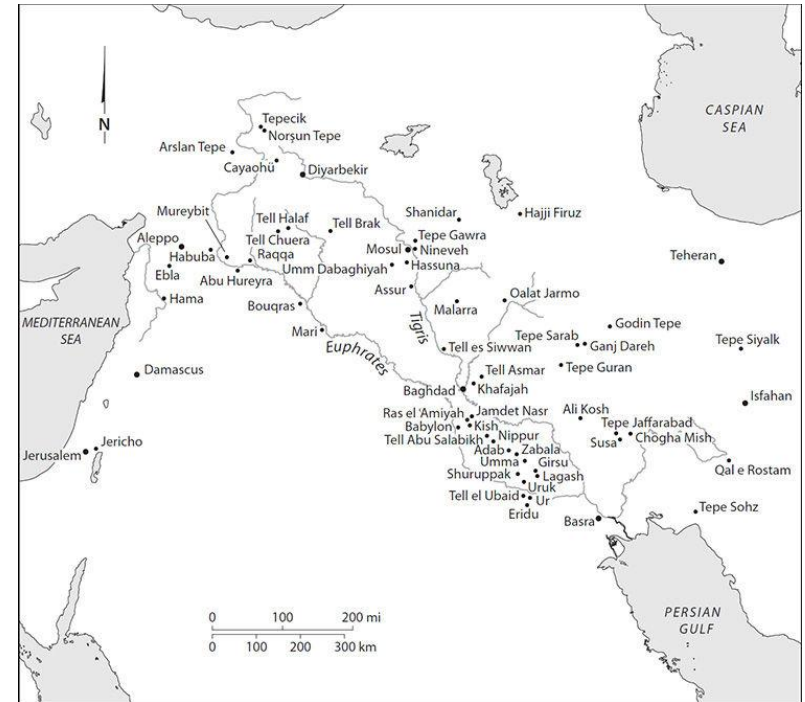 CASPIAN
SEA
N
Tepecik
Norşun Tepe
Arslan Tepe
Cayaohü
Diyarbekir
Mureybit
Tell Halaf
Tell Brak
Shanidar
Hajji Firuz
Aleppo
Tell Chuera
Tepe Gawra
Mosul
Nineveh
Habuba
Raqqa
Hassuna
Teheran
Ebla
Umm Dabaghiyah
Abu Hureyra
Assur
Hama
Bouqras
Malarra
Oalat Jarmo
MEDITERRANEAN
SEA
Mari
Tigris
Godin Tepe
Tepe Sarab
Ganj Dareh
Tepe Siyalk
Euphrates
Tell es Siwwan
Tepe Guran
Damascus
Tell Asmar
Baghdad
Khafajah
Isfahan
Ali Kosh
Ras el 'Amiyah
Jamdet Nasr
Babylon
Kish
Tepe Jaffarabad
Tell Abu Salabikh
Nippur
Susa
Chogha Mish
Jericho
Jerusalem
Adab
Zabala
Umma
Girsu
Qal e Rostam
Shuruppak
Lagash
Uruk
Tell el Ubaid
Ur
Eridu
Basra
Tepe Sohz
PERSIAN
GULF
0 100 200 mi
0 100 200 300 km